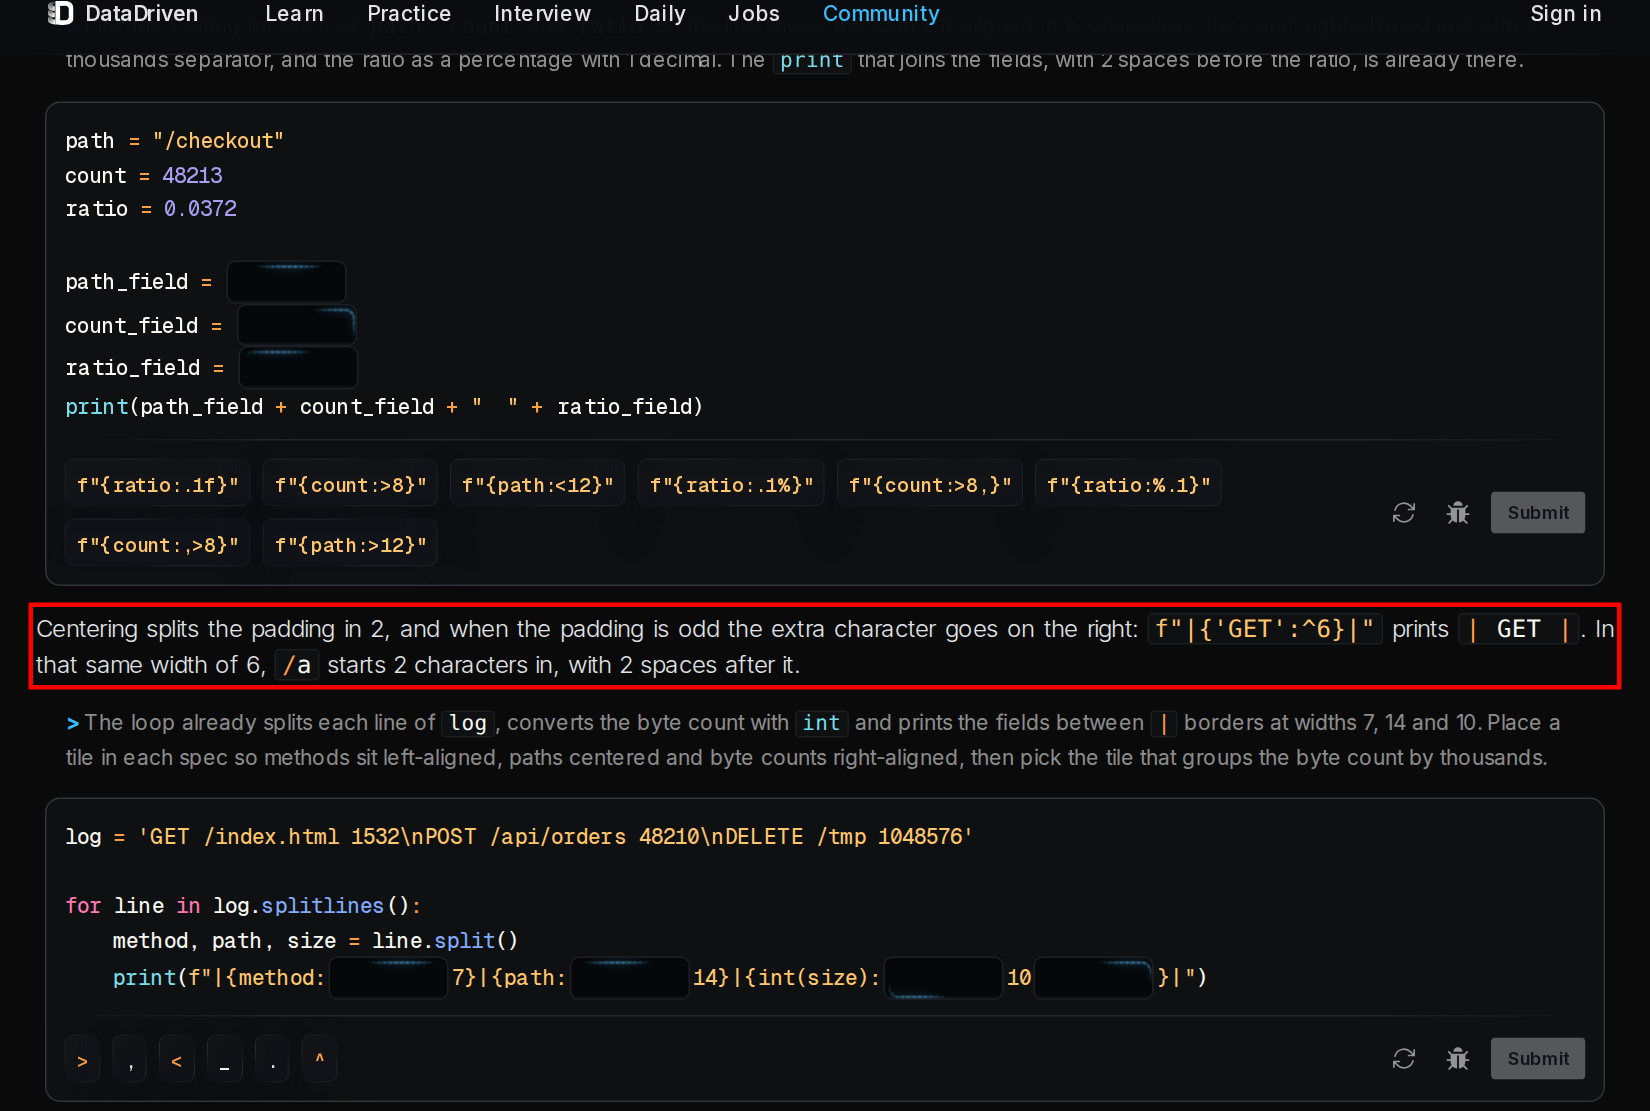 DataDriven Learn Practice Interview Daily Jobs Community Sign in
thousands separator, and the ratio as a percentage with 1 decimal. The print that joins the fields, with 2 spaces before the ratio, is already there.
path = "/checkout"
count = 48213
ratio = 0.0372
path_field =
count_field =
ratio_field =
print(path_field + count_field + "  " + ratio_field)
f"{ratio:.1f}" f"{count:>8}" f"{path:<12}" f"{ratio:.1%}" f"{count:>8,}" f"{ratio:%.1}"
f"{count:,>8}" f"{path:>12}"
Submit
Centering splits the padding in 2, and when the padding is odd the extra character goes on the right: f"|{'GET':^6}|" prints | GET |. In
that same width of 6, /a starts 2 characters in, with 2 spaces after it.
> The loop already splits each line of log, converts the byte count with int and prints the fields between | borders at widths 7, 14 and 10. Place a
tile in each spec so methods sit left-aligned, paths centered and byte counts right-aligned, then pick the tile that groups the byte count by thousands.
log = 'GET /index.html 1532\nPOST /api/orders 48210\nDELETE /tmp 1048576'
for line in log.splitlines():
    method, path, size = line.split()
    print(f"|{method: 7}|{path: 14}|{int(size): 10 }|")
> , < _ . ^
Submit